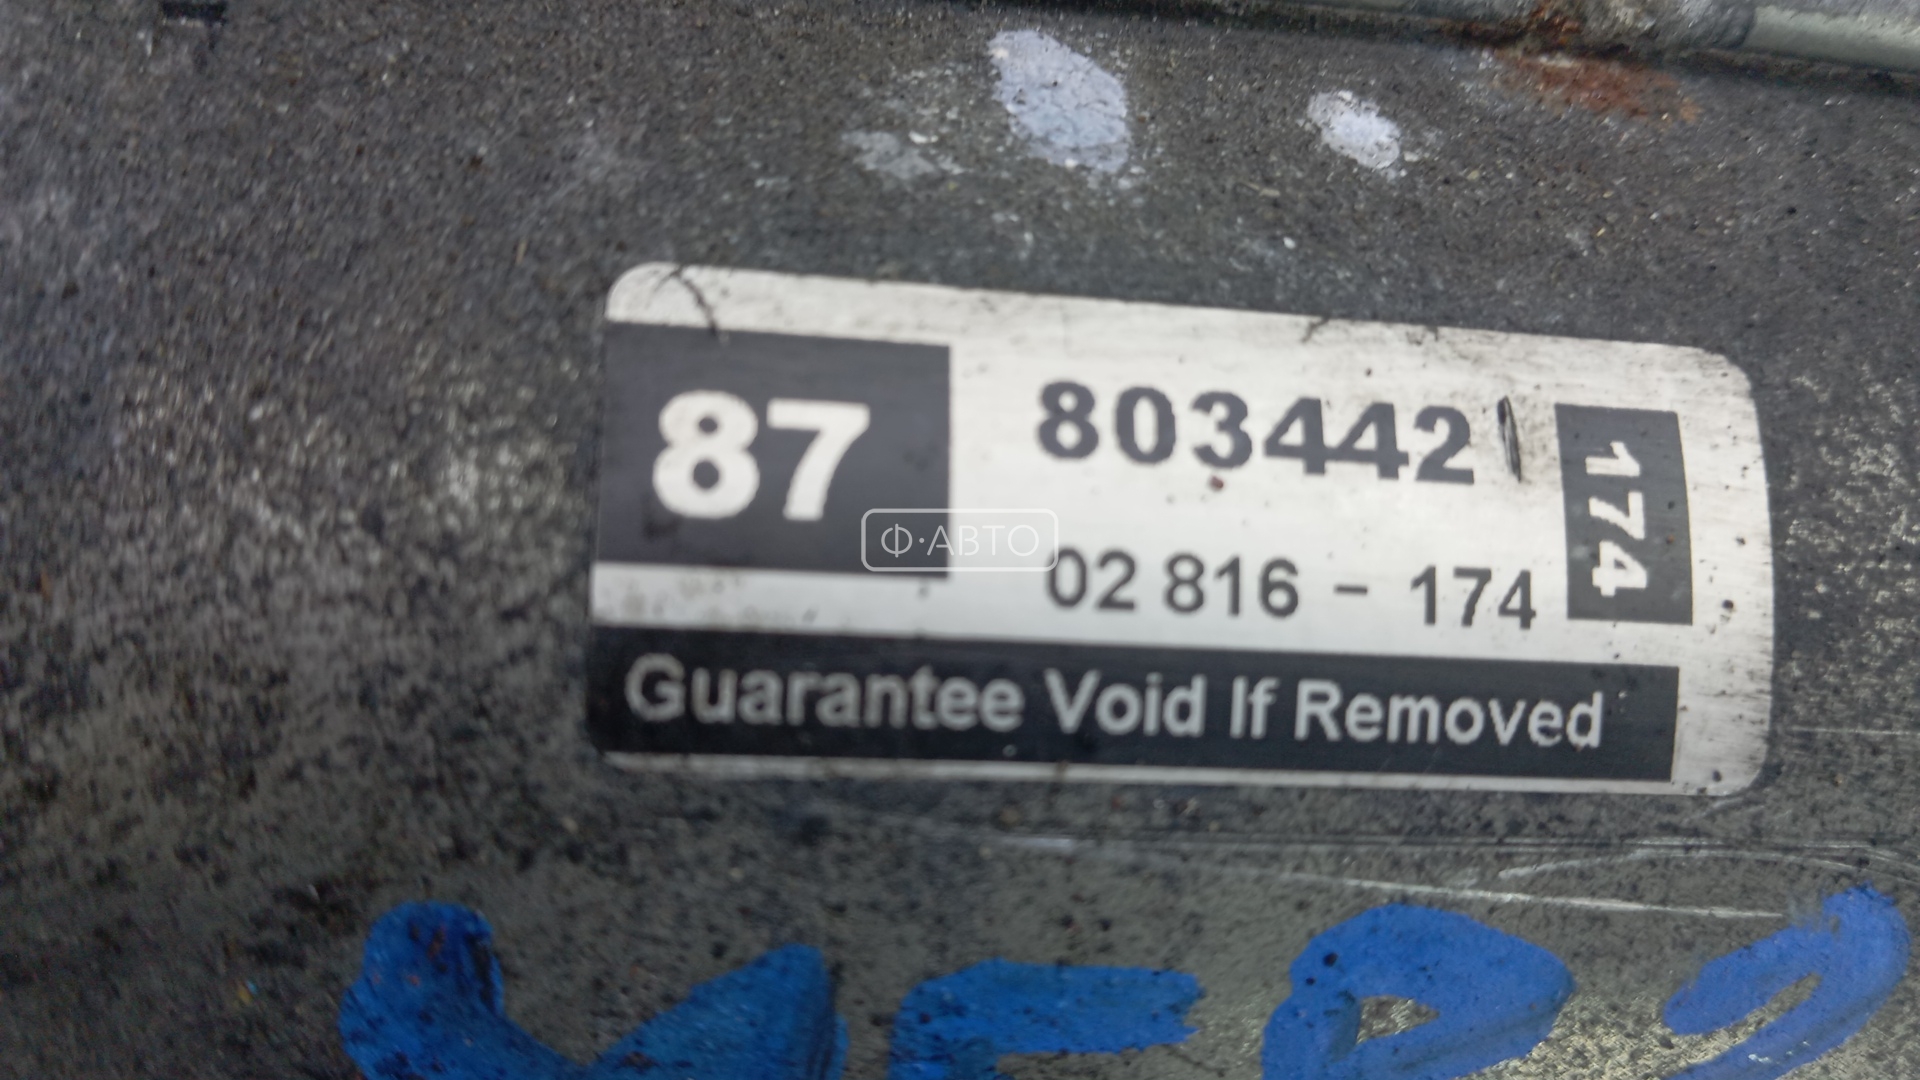 87
803442
174
Ф·АВТО
02 816 - 174
Guarantee Void If Removed